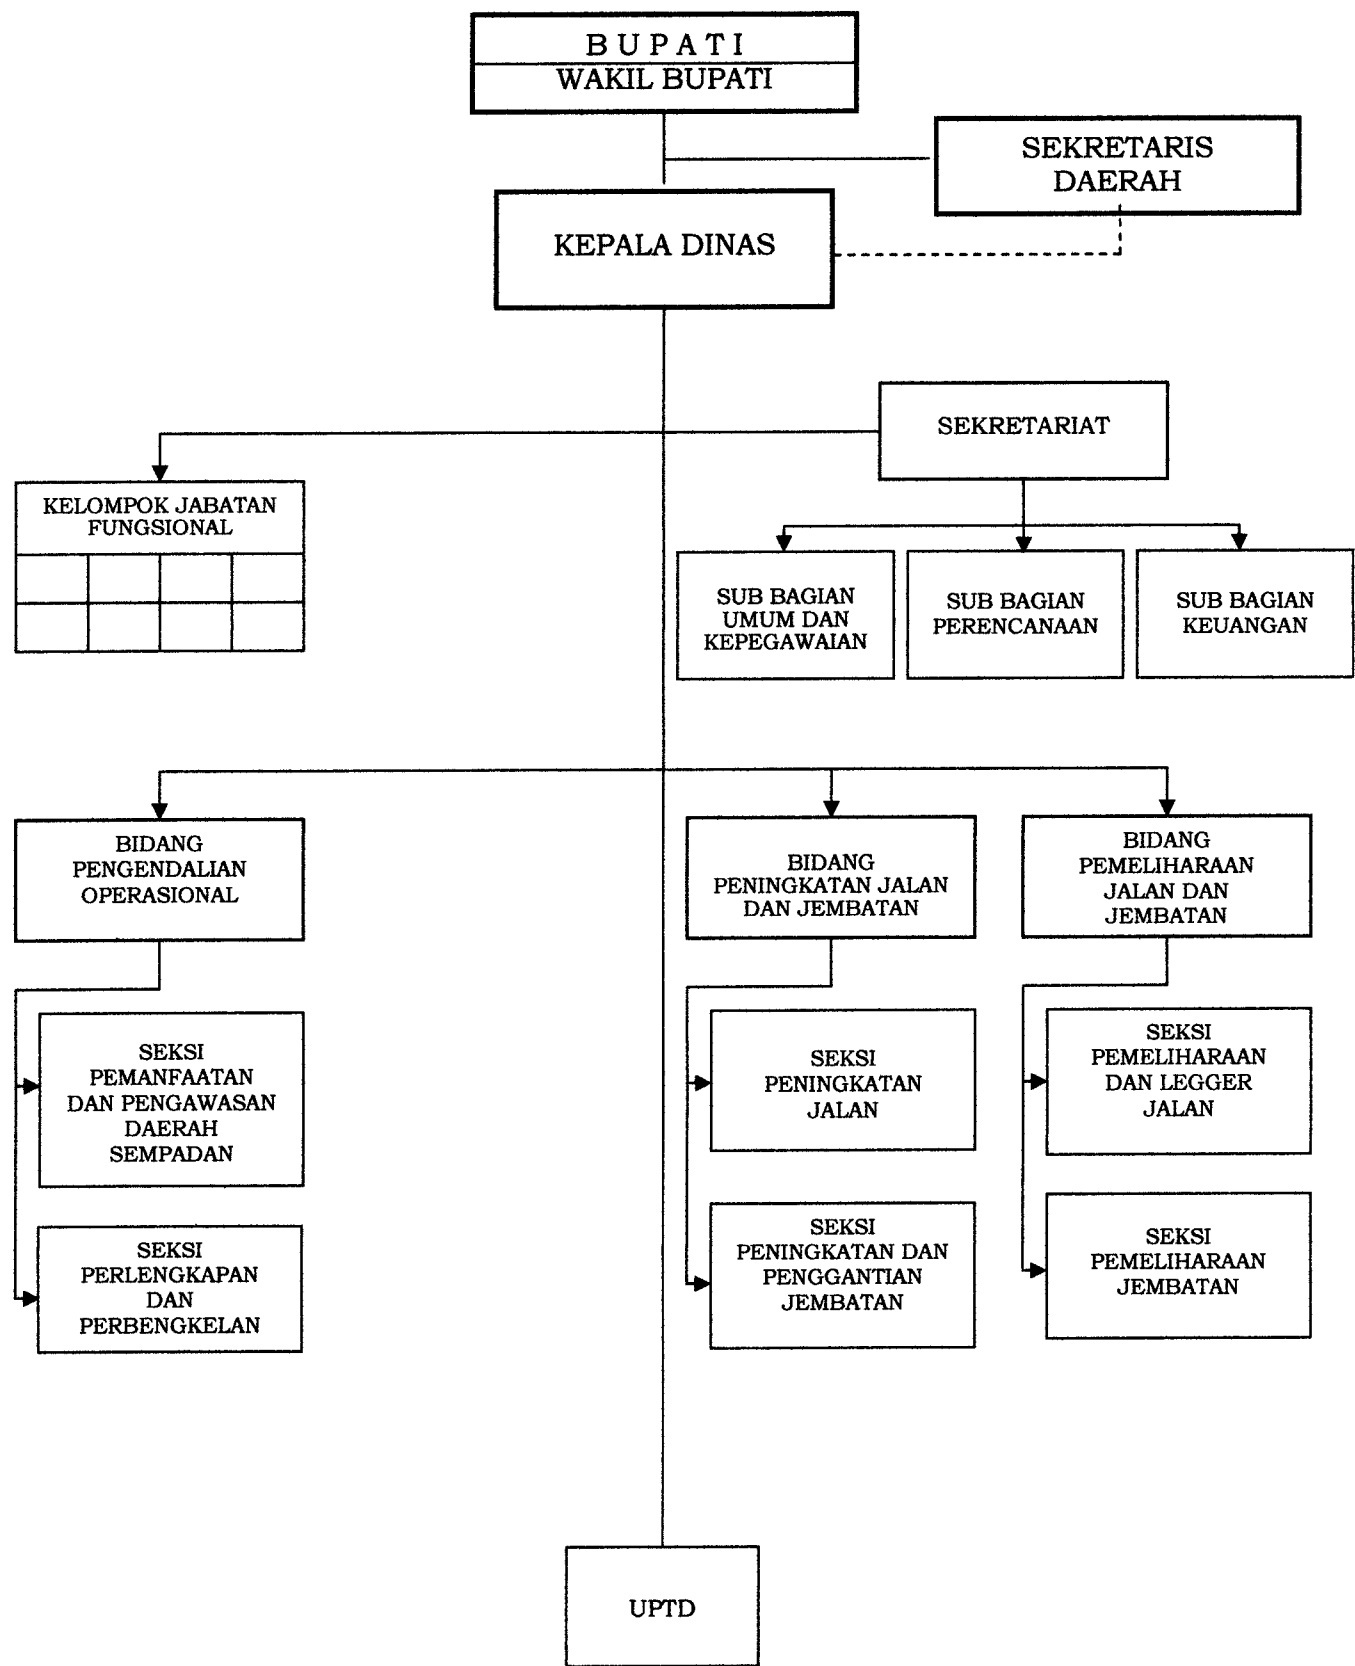 B U P A T I
WAKIL BUPATI
SEKRETARIS
DAERAH
KEPALA DINAS
SEKRETARIAT
KELOMPOK JABATAN
FUNGSIONAL
SUB BAGIAN
UMUM DAN
KEPEGAWAIAN
SUB BAGIAN
PERENCANAAN
SUB BAGIAN
KEUANGAN
BIDANG
PENGENDALIAN
OPERASIONAL
BIDANG
PENINGKATAN JALAN
DAN JEMBATAN
BIDANG
PEMELIHARAAN
JALAN DAN
JEMBATAN
SEKSI
PEMANFAATAN
DAN PENGAWASAN
DAERAH
SEMPADAN
SEKSI
PENINGKATAN
JALAN
SEKSI
PEMELIHARAAN
DAN LEGGER
JALAN
SEKSI
PERLENGKAPAN
DAN
PERBENGKELAN
SEKSI
PENINGKATAN DAN
PENGGANTIAN
JEMBATAN
SEKSI
PEMELIHARAAN
JEMBATAN
UPTD